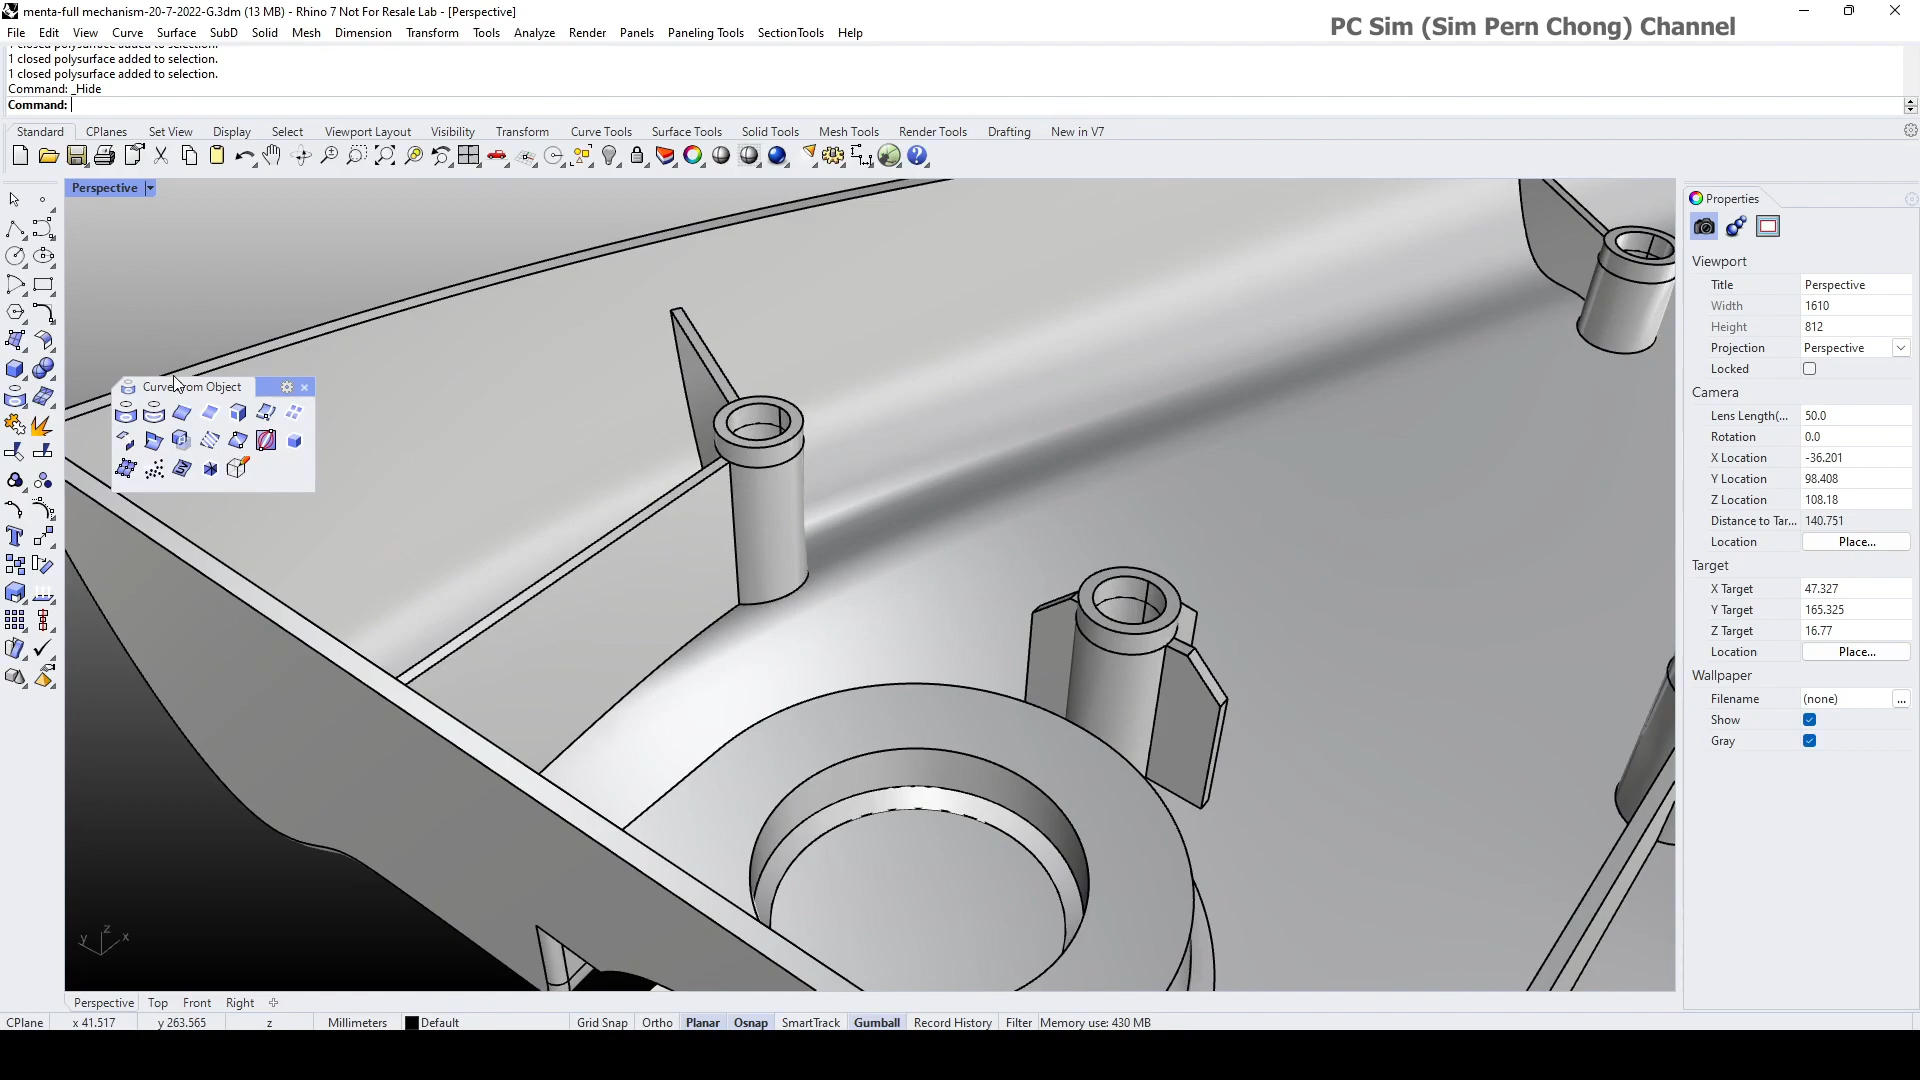 menta-full mechanism-20-7-2022-G.3dm (13 MB) - Rhino 7 Not For Resale Lab - [Perspective]
PC Sim (Sim Pern Chong) Channel
File Edit View Curve Surface SubD Solid Mesh Dimension Transform Tools Analyze Render Panels Paneling Tools SectionTools Help
1 closed polysurface added to selection.
1 closed polysurface added to selection.
1 closed polysurface added to selection.
Command: _Hide
Command:
Standard CPlanes Set View Display Select Viewport Layout Visibility Transform Curve Tools Surface Tools Solid Tools Mesh Tools Render Tools Drafting New in V7
Perspective
Properties
Viewport
Title Perspective
Width 1610
Height 812
Projection Perspective
Locked
Camera
Lens Length(... 50.0
Rotation 0.0
X Location -36.201
Y Location 98.408
Z Location 108.18
Distance to Tar... 140.751
Location Place...
Target
X Target 47.327
Y Target 165.325
Z Target 16.77
Location Place...
Wallpaper
Filename (none) ...
Show
Gray
Curve From Object
z
y x
Perspective Top Front Right
CPlane x 41.517 y 263.565 z Millimeters Default Grid Snap Ortho Planar Osnap SmartTrack Gumball Record History Filter Memory use: 430 MB